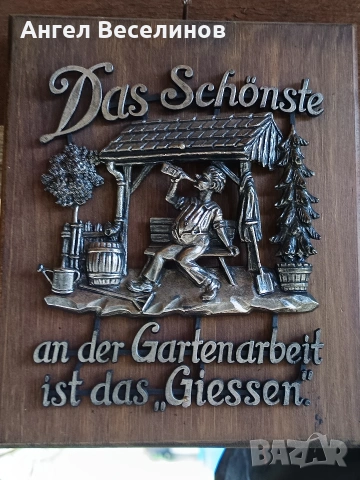 Ангел Веселинов
Das Schönste
an der Gartenarbeit
ist das „Giessen“.
BAZAR